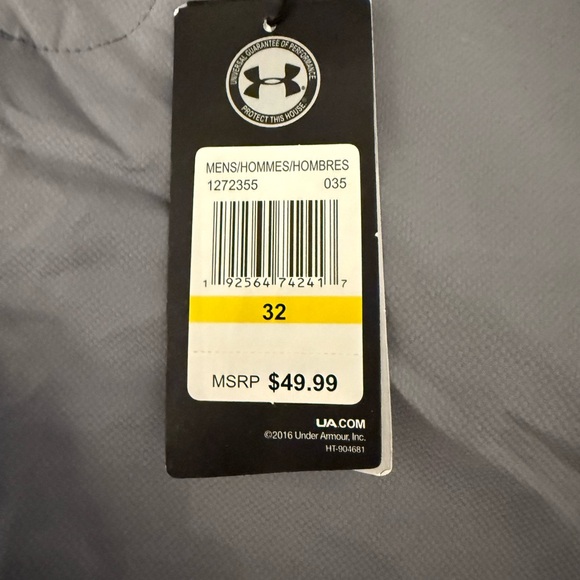 UNIVERSAL GUARANTEE OF PERFORMANCE
PROTECT THIS HOUSE
MENS/HOMMES/HOMBRES
1272355 035
1 92564 74241 7
32
MSRP $49.99
UA.COM
©2016 Under Armour, Inc.
HT-904681